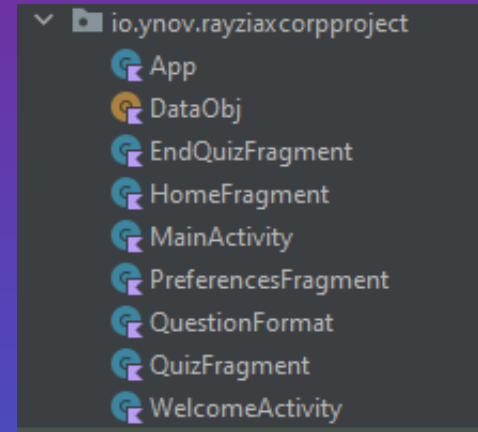 io.ynov.rayziaxcorpproject
App
DataObj
EndQuizFragment
HomeFragment
MainActivity
PreferencesFragment
QuestionFormat
QuizFragment
WelcomeActivity